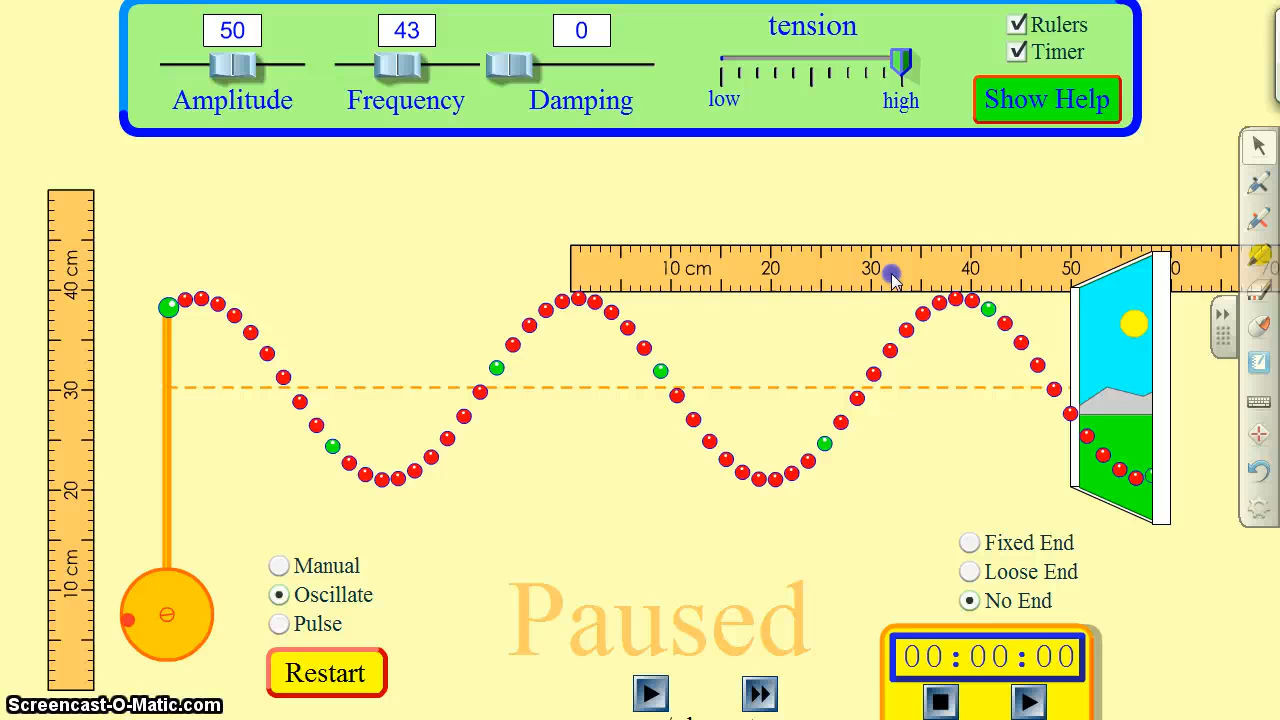 50
43
0
tension
Rulers
Timer
Amplitude
Frequency
Damping
low
high
Show Help
10 cm
20
30
40
50
0
70
40 cm
30
20
10 cm
Manual
Oscillate
Pulse
Restart
Paused
Fixed End
Loose End
No End
00:00:00
Screencast-O-Matic.com